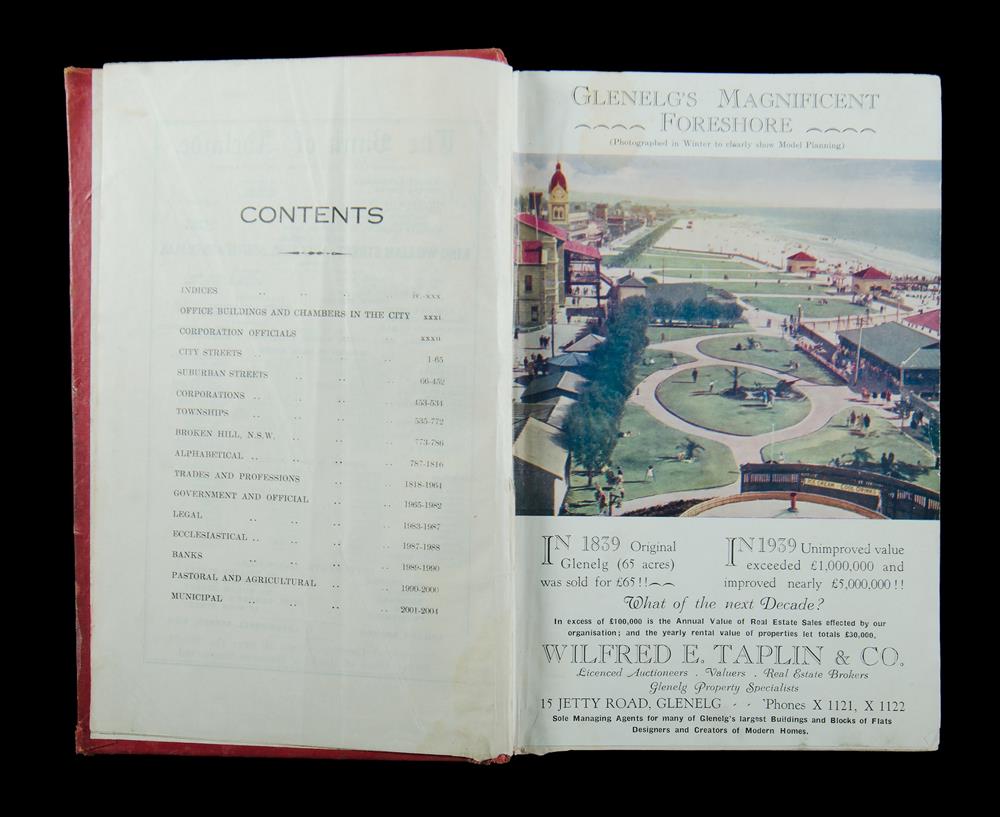 CONTENTS
INDICES .. .. .. .. iv.-xxx.
OFFICE BUILDINGS AND CHAMBERS IN THE CITY xxxi.
CORPORATION OFFICIALS .. .. xxxii
CITY STREETS .. .. .. .. 1-65
SUBURBAN STREETS .. .. .. 66-452
CORPORATIONS .. .. .. .. 453-534
TOWNSHIPS .. .. .. .. 535-772
BROKEN HILL, N.S.W. .. .. .. 773-786
ALPHABETICAL .. .. .. .. 787-1816
TRADES AND PROFESSIONS .. .. 1818-1964
GOVERNMENT AND OFFICIAL .. .. 1965-1982
LEGAL .. .. .. .. 1983-1987
ECCLESIASTICAL .. .. .. .. 1987-1988
BANKS .. .. .. .. 1989-1990
PASTORAL AND AGRICULTURAL .. .. 1990-2000
MUNICIPAL .. .. .. .. 2001-2004
GLENELG'S MAGNIFICENT
FORESHORE
(Photographed in Winter to clearly show Model Planning)
ICE CREAM - COOL DRINKS
IN 1839 Original
Glenelg (65 acres)
was sold for £65!!
IN 1939 Unimproved value
exceeded £1,000,000 and
improved nearly £5,000,000!!
What of the next Decade?
In excess of £100,000 is the Annual Value of Real Estate Sales effected by our
organisation; and the yearly rental value of properties let totals £30,000.
WILFRED E. TAPLIN & CO.
Licenced Auctioneers . Valuers . Real Estate Brokers
Glenelg Property Specialists
15 JETTY ROAD, GLENELG - - 'Phones X 1121, X 1122
Sole Managing Agents for many of Glenelg's largest Buildings and Blocks of Flats
Designers and Creators of Modern Homes.